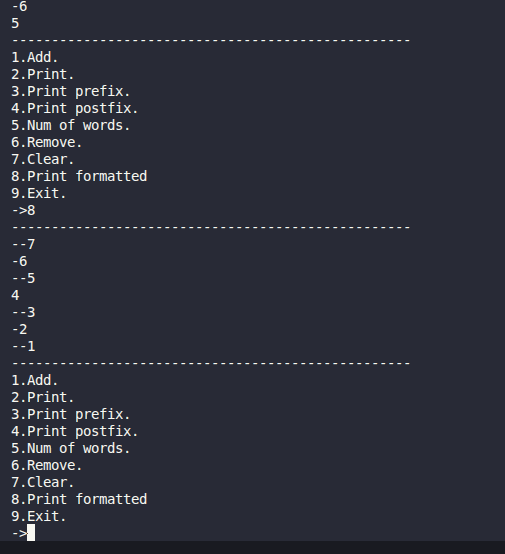 -6
5
--------------------------------------------------
1.Add.
2.Print.
3.Print prefix.
4.Print postfix.
5.Num of words.
6.Remove.
7.Clear.
8.Print formatted
9.Exit.
->8
--------------------------------------------------
--7
-6
--5
4
--3
-2
--1
--------------------------------------------------
1.Add.
2.Print.
3.Print prefix.
4.Print postfix.
5.Num of words.
6.Remove.
7.Clear.
8.Print formatted
9.Exit.
->